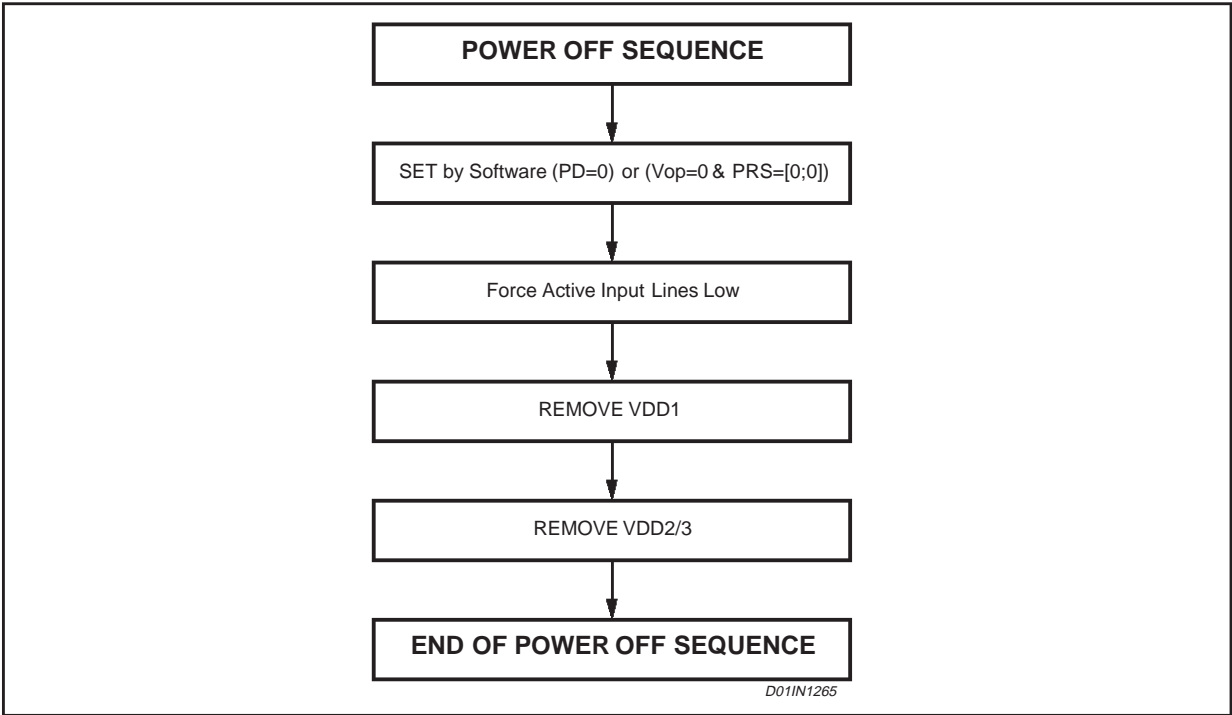 POWER OFF SEQUENCE
SET by Software (PD=0) or (Vop=0 & PRS=[0;0])
Force Active Input Lines Low
REMOVE VDD1
REMOVE VDD2/3
END OF POWER OFF SEQUENCE
D01IN1265